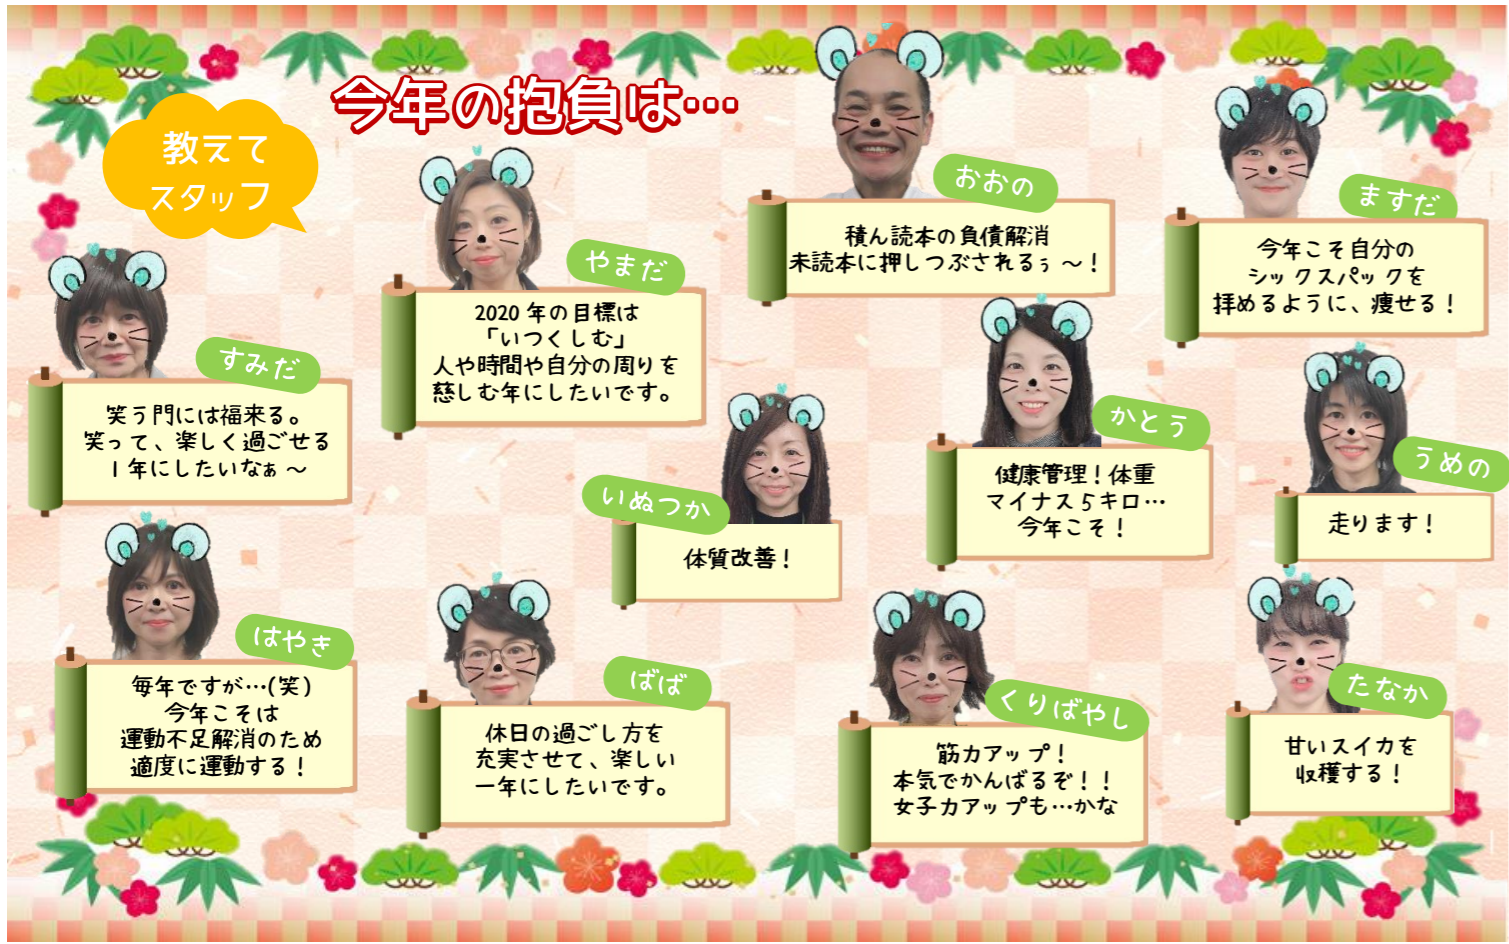 教えて
スタッフ
今年の抱負は…
おおの
積ん読本の負債解消
未読本に押しつぶされるぅ～！
ますだ
今年こそ自分の
シックスパックを
拝めるように、痩せる！
やまだ
2020年の目標は
「いつくしむ」
人や時間や自分の周りを
慈しむ年にしたいです。
すみだ
笑う門には福来る。
笑って、楽しく過ごせる
１年にしたいなぁ～
いぬつか
体質改善！
かとう
健康管理！体重
マイナス５キロ…
今年こそ！
うめの
走ります！
はやき
毎年ですが…(笑)
今年こそは
運動不足解消のため
適度に運動する！
ばば
休日の過ごし方を
充実させて、楽しい
一年にしたいです。
くりばやし
筋力アップ！
本気でかんばるぞ！！
女子力アップも…かな
たなか
甘いスイカを
収穫する！